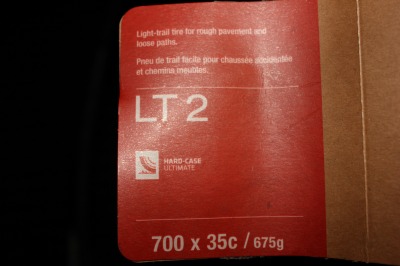 Light-trail tire for rough pavement and
loose paths.
Pneu de trail facile pour chaussée accidentée
et chemins meubles.
LT 2
HARD-CASE
ULTIMATE
700 x 35c / 675g